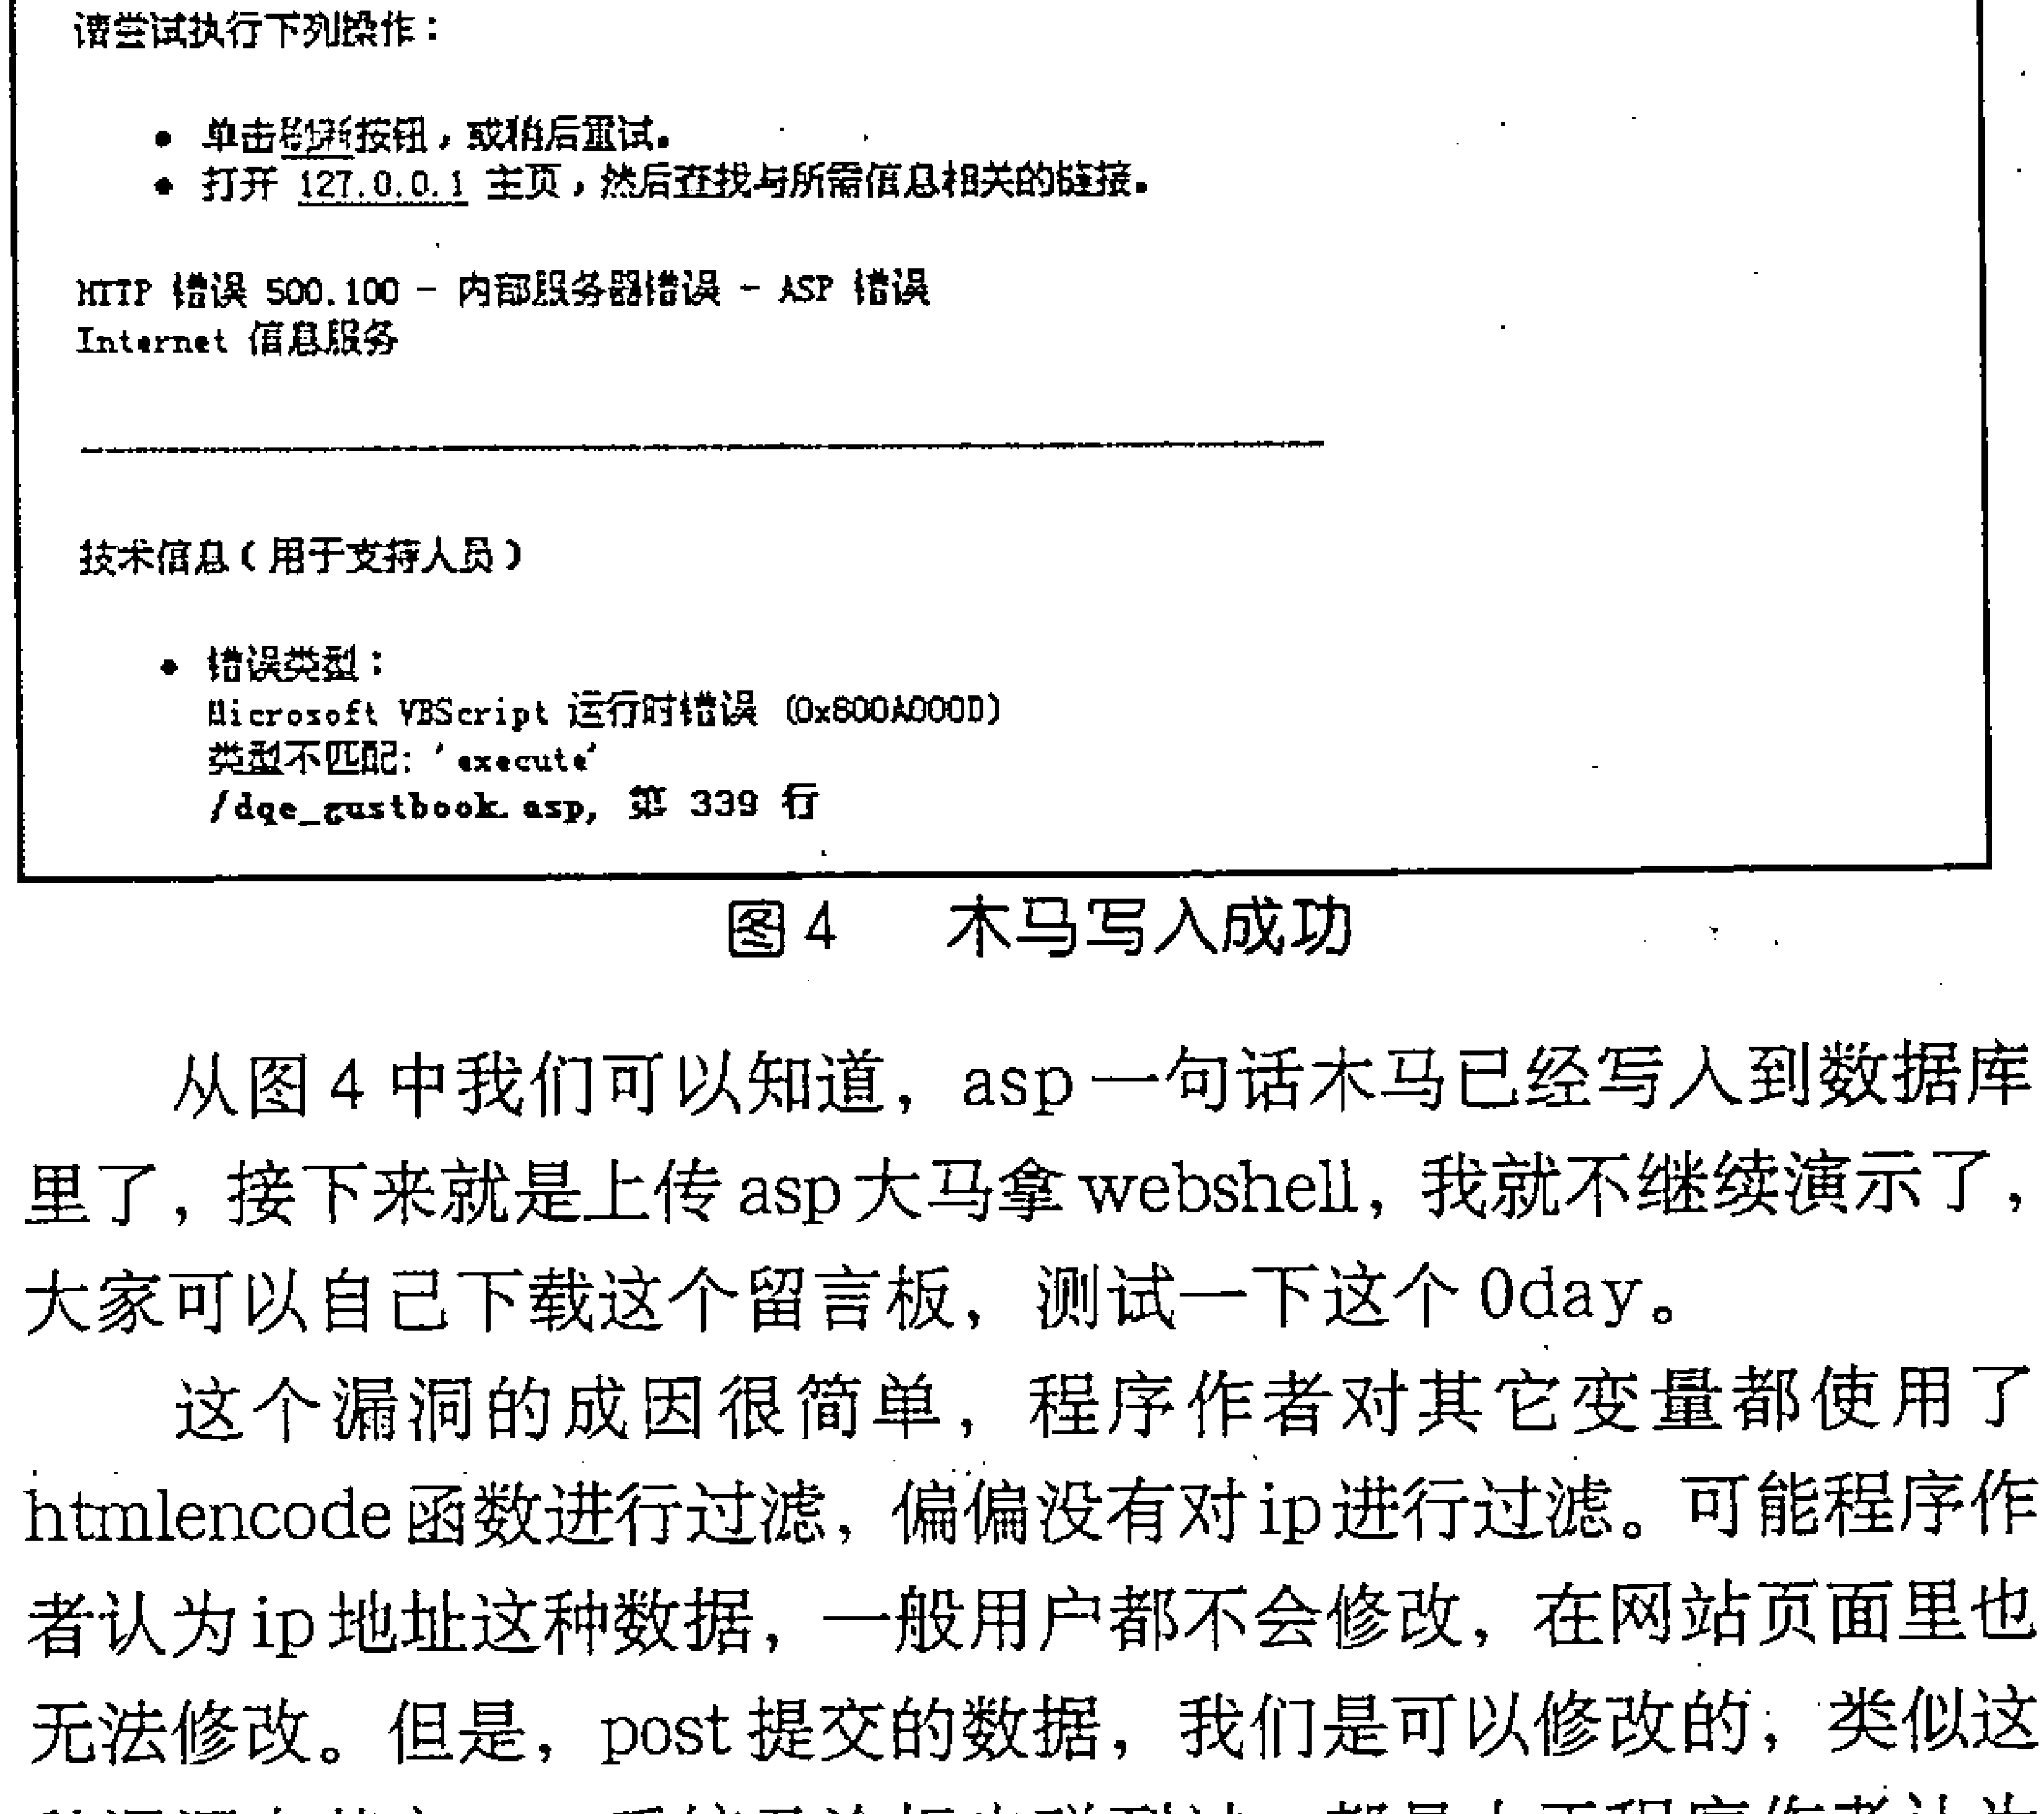 请尝试执行下列操作：
● 单击刷新按钮，或稍后重试。
● 打开 127.0.0.1 主页，然后查找与所需信息相关的链接。
HTTP 错误 500.100 - 内部服务器错误 - ASP 错误
Internet 信息服务
技术信息（用于支持人员）
● 错误类型：
Microsoft VBScript 运行时错误 (0x800A000D)
类型不匹配: 'execute'
/dqe_gustbook.asp, 第 339 行
图 4 木马写入成功
从图 4 中我们可以知道，asp 一句话木马已经写入到数据库
里了，接下来就是上传 asp 大马拿 webshell，我就不继续演示了，
大家可以自己下载这个留言板，测试一下这个 0day。
这个漏洞的成因很简单，程序作者对其它变量都使用了
htmlencode 函数进行过滤，偏偏没有对 ip 进行过滤。可能程序作
者认为 ip 地址这种数据，一般用户都不会修改，在网站页面里也
无法修改。但是，post 提交的数据，我们是可以修改的，类似这